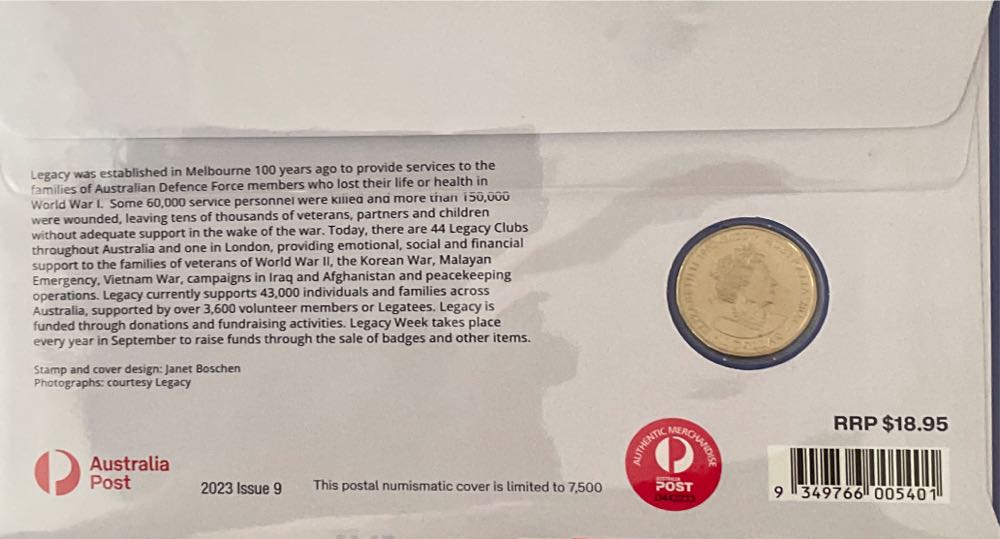 Legacy was established in Melbourne 100 years ago to provide services to the
families of Australian Defence Force members who lost their life or health in
World War I. Some 60,000 service personnel were killed and more than 150,000
were wounded, leaving tens of thousands of veterans, partners and children
without adequate support in the wake of the war. Today, there are 44 Legacy Clubs
throughout Australia and one in London, providing emotional, social and financial
support to the families of veterans of World War II, the Korean War, Malayan
Emergency, Vietnam War, campaigns in Iraq and Afghanistan and peacekeeping
operations. Legacy currently supports 43,000 individuals and families across
Australia, supported by over 3,600 volunteer members or Legatees. Legacy is
funded through donations and fundraising activities. Legacy Week takes place
every year in September to raise funds through the sale of badges and other items.
Stamp and cover design: Janet Boschen
Photographs: courtesy Legacy
ELIZABETH II
AUSTRALIA
RRP $18.95
AUTHENTIC MERCHANDISE
AUSTRALIA
POST
Australia
Post
2023 Issue 9
This postal numismatic cover is limited to 7,500
9 349766 005401